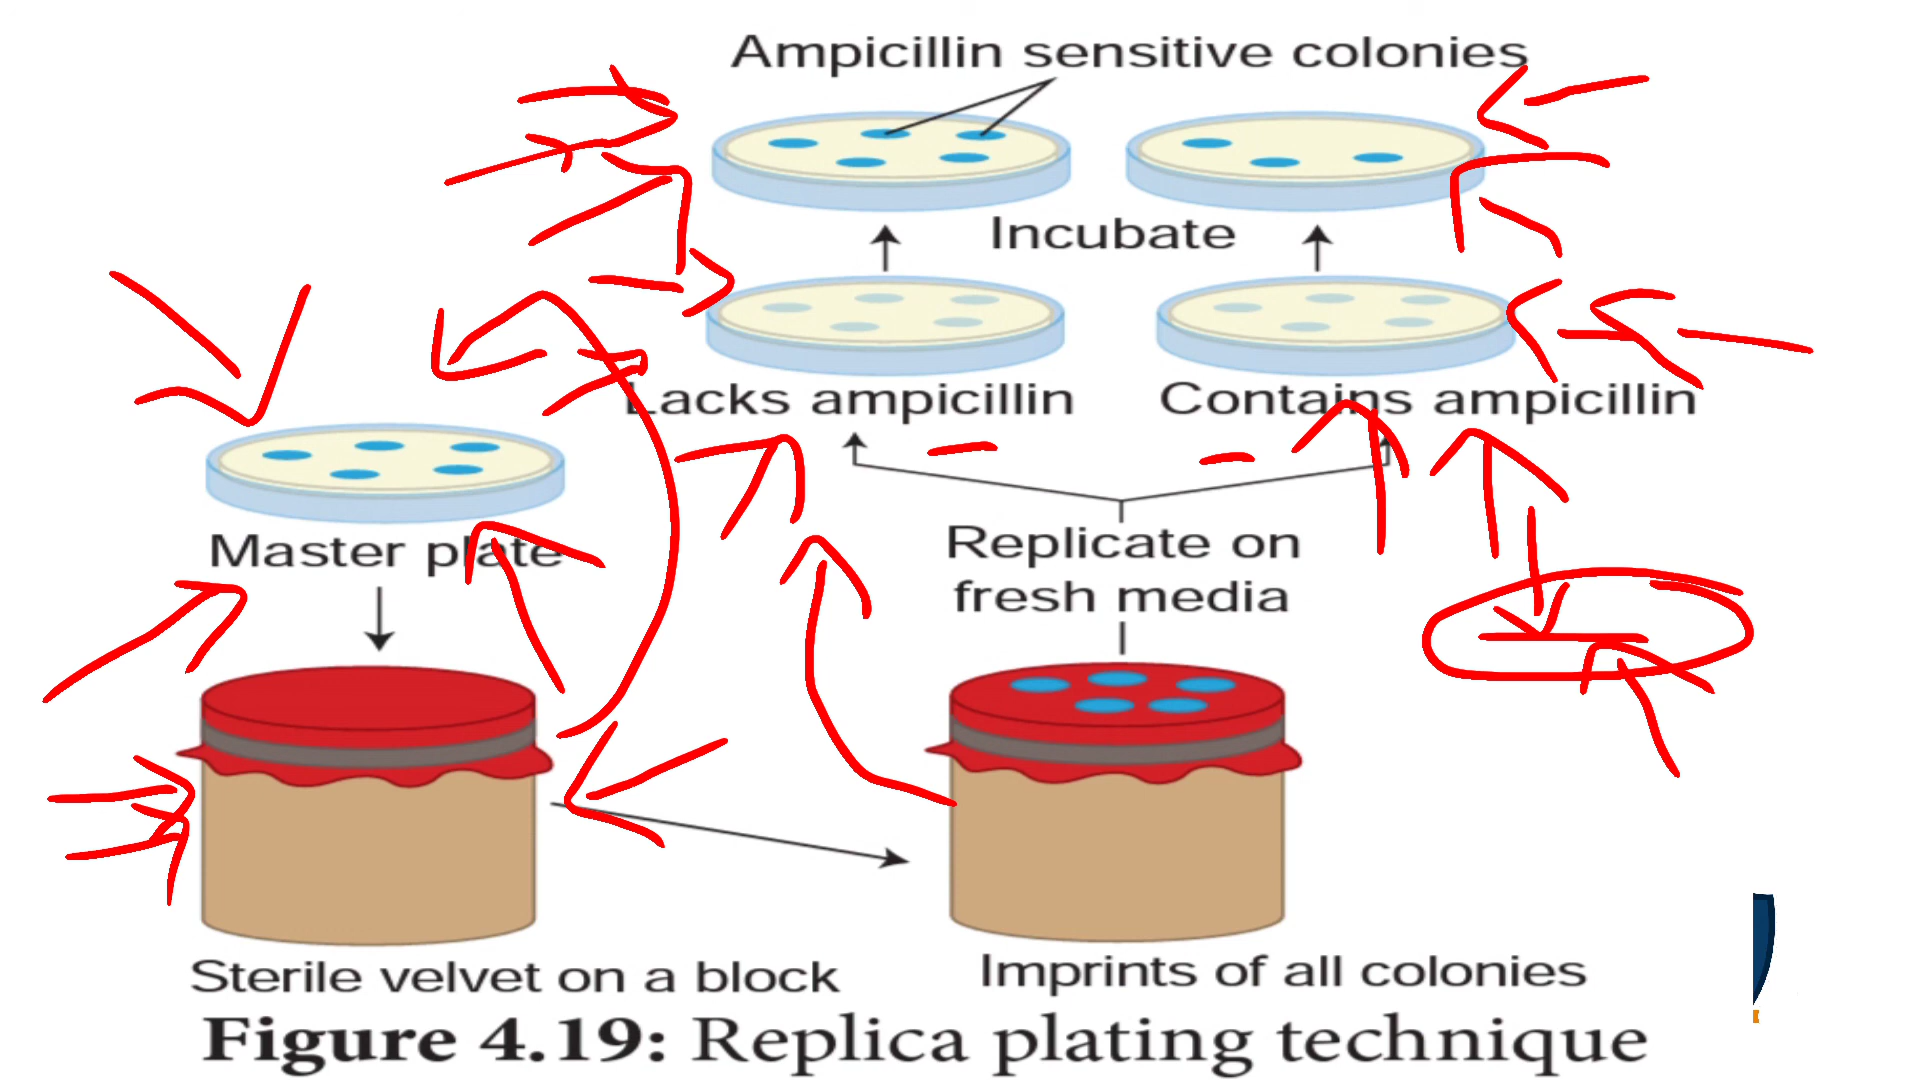 Ampicillin sensitive colonies
Incubate
Lacks ampicillin
Contains ampicillin
Master plate
Replicate on
fresh media
Sterile velvet on a block
Imprints of all colonies
Figure 4.19: Replica plating technique